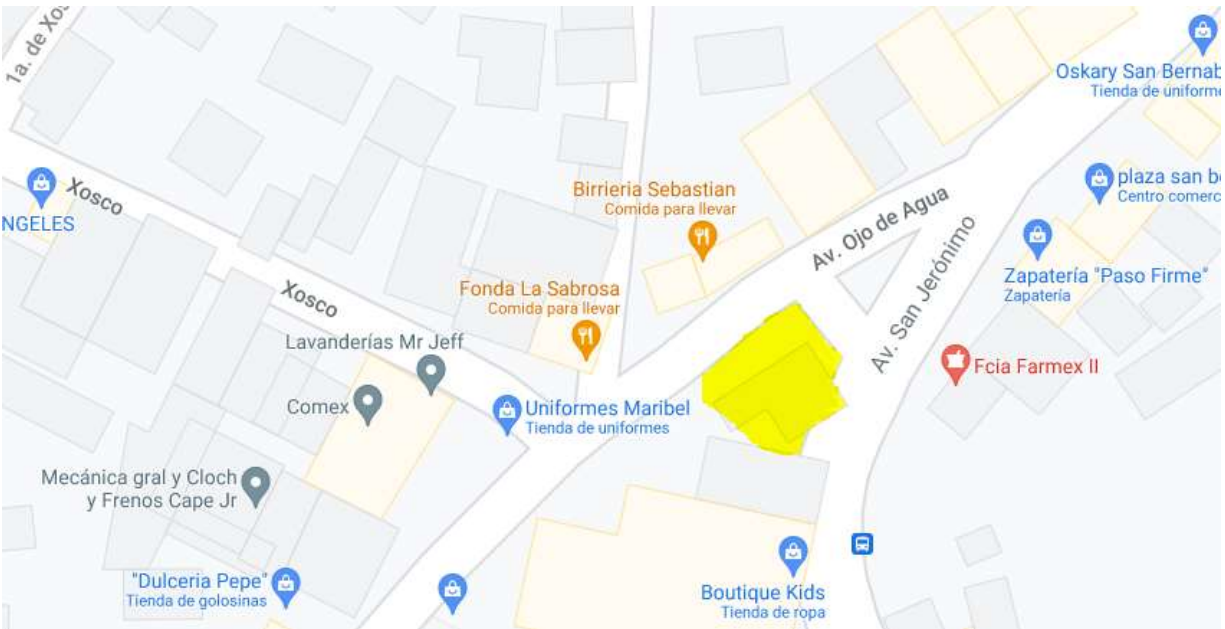 1a. de Xos
Oskary San Bernab
Tienda de uniforme
plaza san b
Centro comerc
Xosco
NGELES
Birrieria Sebastian
Comida para llevar
Av. Ojo de Agua
Av. San Jerónimo
Zapatería "Paso Firme"
Zapatería
Xosco
Fonda La Sabrosa
Comida para llevar
Lavanderías Mr Jeff
Fcia Farmex II
Comex
Uniformes Maribel
Tienda de uniformes
Mecánica gral y Cloch
y Frenos Cape Jr
"Dulceria Pepe"
Tienda de golosinas
Boutique Kids
Tienda de ropa